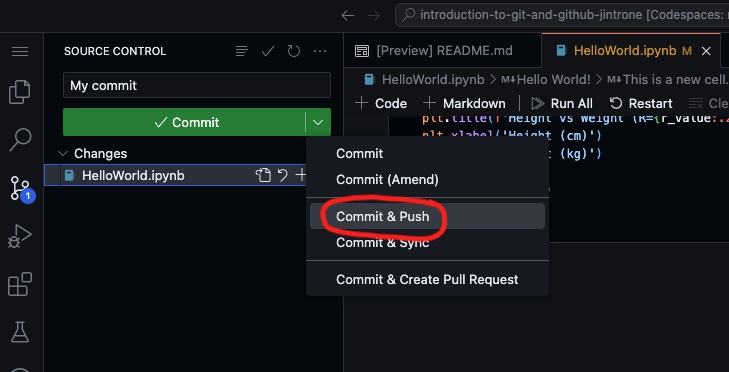 introduction-to-git-and-github-jintrone [Codespaces:
SOURCE CONTROL
[Preview] README.md
HelloWorld.ipynb M
My commit
HelloWorld.ipynb > M↓Hello World! > M↓This is a new cell.
+ Code + Markdown Run All Restart Cle
Commit
plt.title(f'Height vs Weight (R={r_value:.2
plt.xlabel('Height (cm)')
(kg)')
Changes
HelloWorld.ipynb
1
Commit
Commit (Amend)
Commit & Push
Commit & Sync
Commit & Create Pull Request